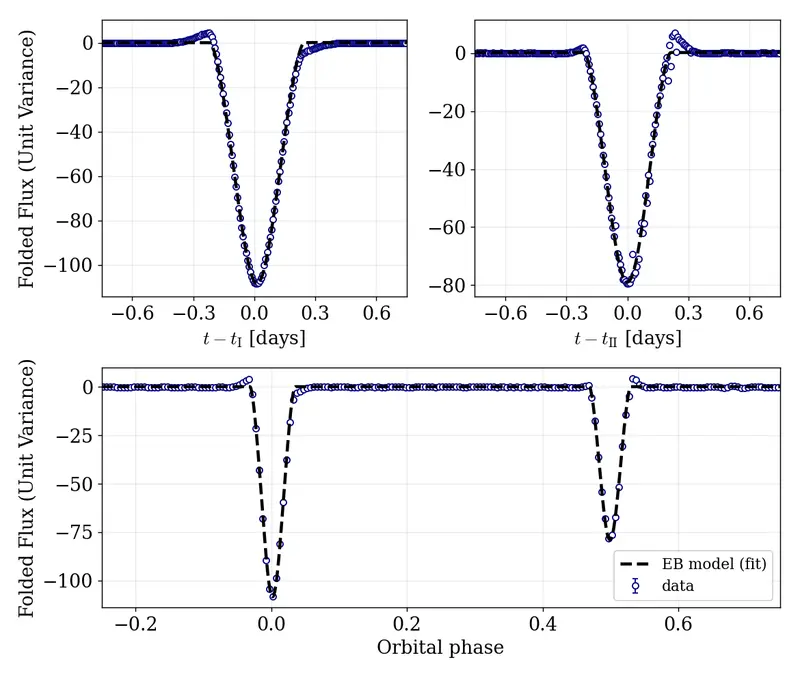 Folded Flux (Unit Variance)
0
−20
−40
−60
−80
−100
−0.6 −0.3 0.0 0.3 0.6
t − tI [days]
0
−20
−40
−60
−80
−0.6 −0.3 0.0 0.3 0.6
t − tII [days]
Folded Flux (Unit Variance)
0
−25
−50
−75
−100
−0.2 0.0 0.2 0.4 0.6
Orbital phase
EB model (fit)
data